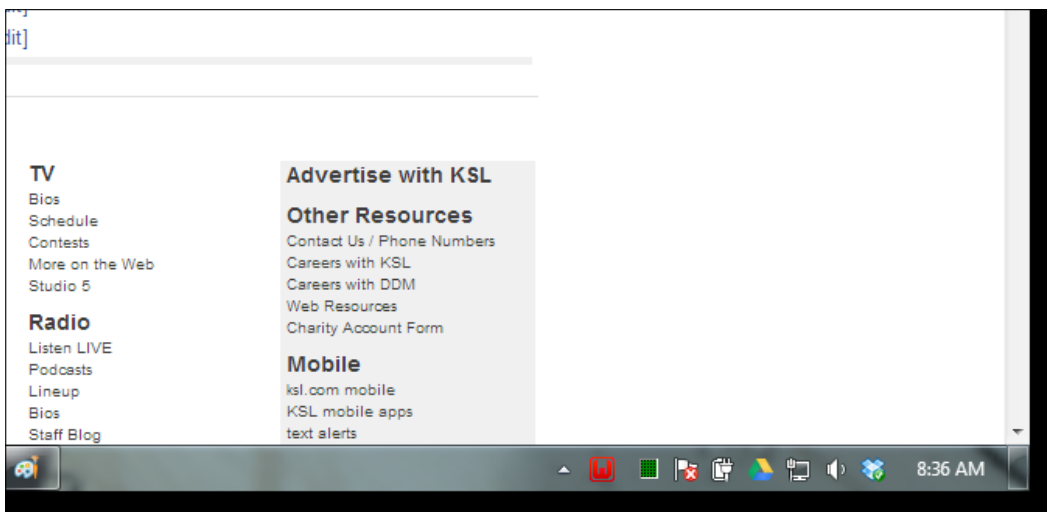 dit]
TV
Bios
Schedule
Contests
More on the Web
Studio 5
Radio
Listen LIVE
Podcasts
Lineup
Bios
Staff Blog
Advertise with KSL
Other Resources
Contact Us / Phone Numbers
Careers with KSL
Careers with DDM
Web Resources
Charity Account Form
Mobile
ksl.com mobile
KSL mobile apps
text alerts
8:36 AM